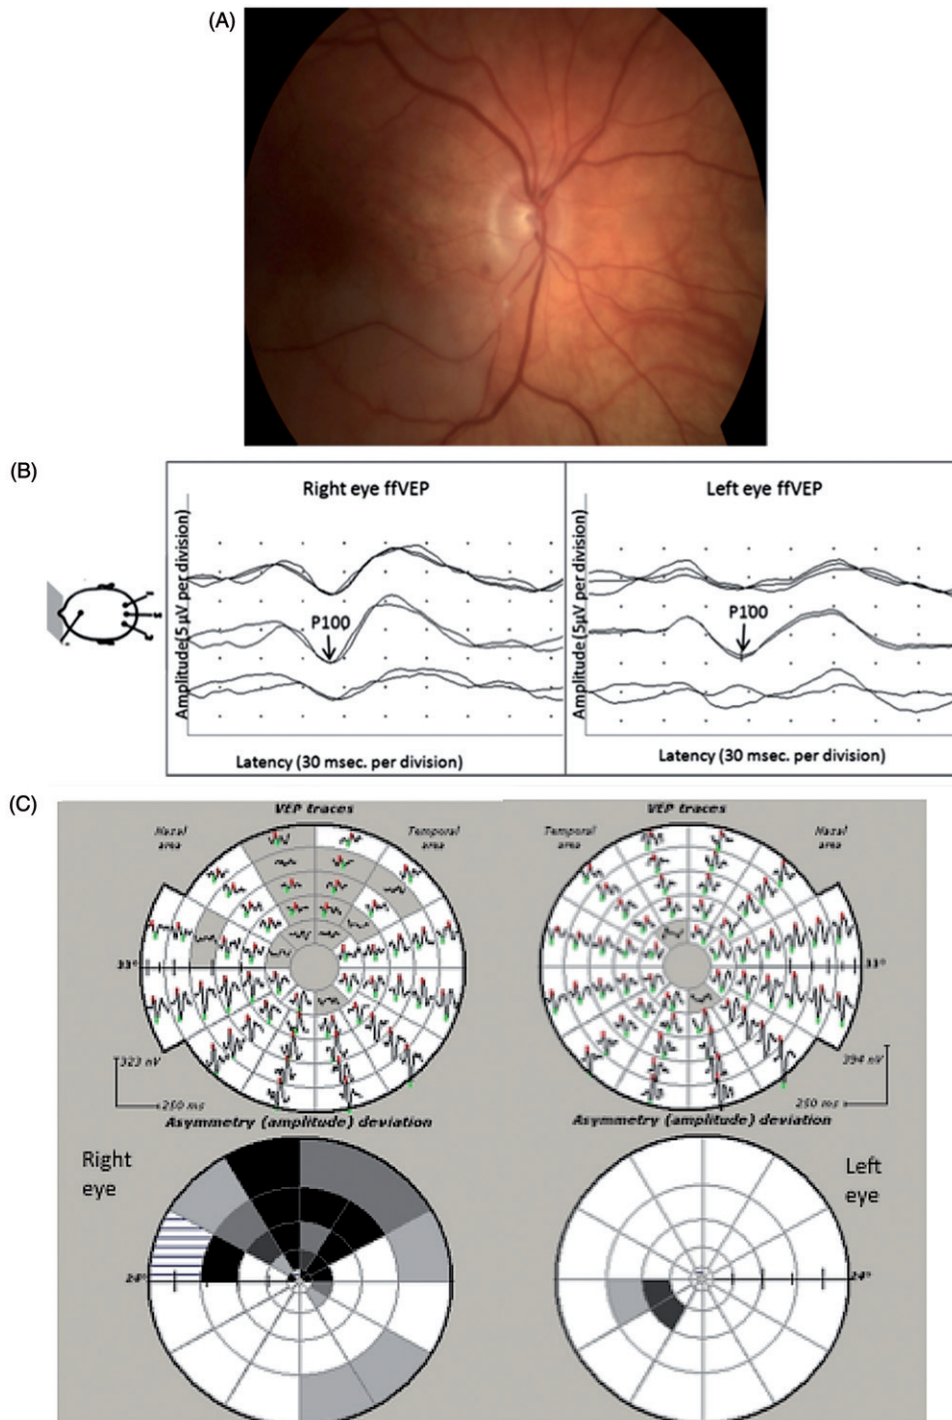 (A)
(B)
Right eye ffVEP
Left eye ffVEP
Amplitude (5 µV per division)
Amplitude (5µV per division)
P100
P100
Latency (30 msec. per division)
Latency (30 msec. per division)
(C)
VEP traces
VEP traces
Nasal area
Temporal area
Temporal area
Nasal area
33°
33°
323 nV
394 nV
250 ms
250 ms
Asymmetry (amplitude) deviation
Asymmetry (amplitude) deviation
Right eye
Left eye
24°
24°